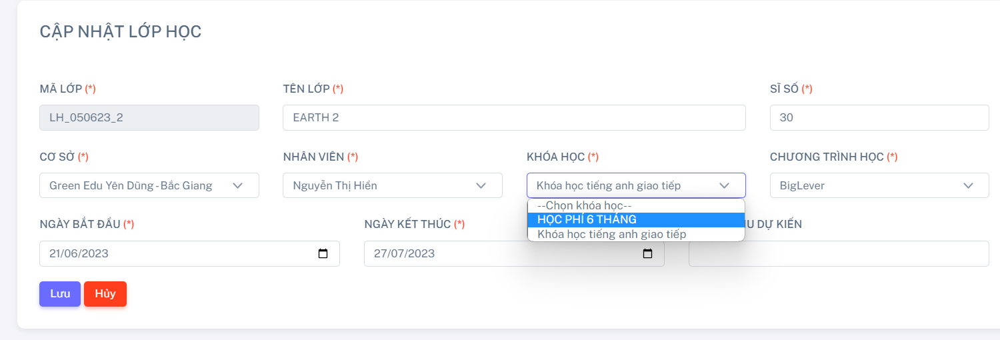 CẬP NHẬT LỚP HỌC
MÃ LỚP (*)
TÊN LỚP (*)
SĨ SỐ (*)
LH_050623_2
EARTH 2
30
CƠ SỞ (*)
NHÂN VIÊN (*)
KHÓA HỌC (*)
CHƯƠNG TRÌNH HỌC (*)
Green Edu Yên Dũng - Bắc Giang
Nguyễn Thị Hiền
Khóa học tiếng anh giao tiếp
BigLever
--Chọn khóa học--
HỌC PHÍ 6 THÁNG
Khóa học tiếng anh giao tiếp
NGÀY BẮT ĐẦU (*)
NGÀY KẾT THÚC (*)
DỰ KIẾN
21/06/2023
27/07/2023
Lưu
Hủy